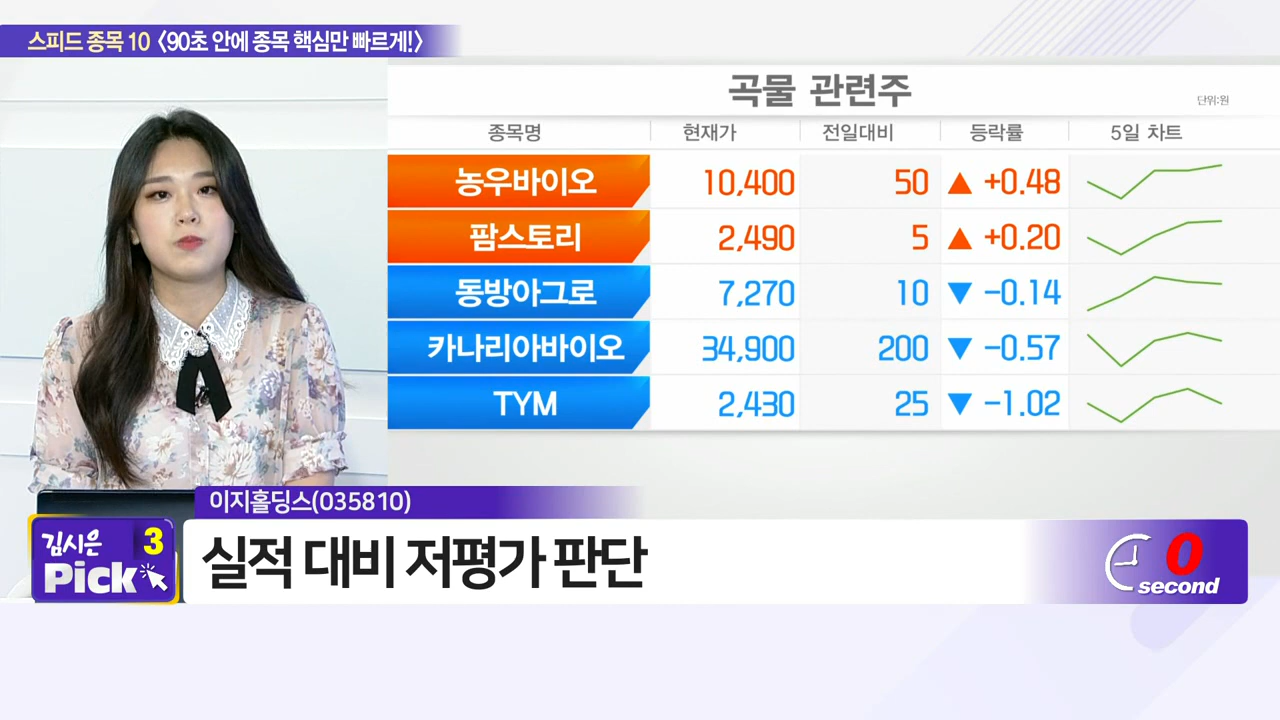 스피드 종목 10 〈90초 안에 종목 핵심만 빠르게!〉
곡물 관련주
단위:원
종목명 현재가 전일대비 등락률 5일 차트
농우바이오 10,400 50 ▲ +0.48
팜스토리 2,490 5 ▲ +0.20
동방아그로 7,270 10 ▼ -0.14
카나리아바이오 34,900 200 ▼ -0.57
TYM 2,430 25 ▼ -1.02
이지홀딩스(035810)
김시은 3
Pick
실적 대비 저평가 판단
0
second